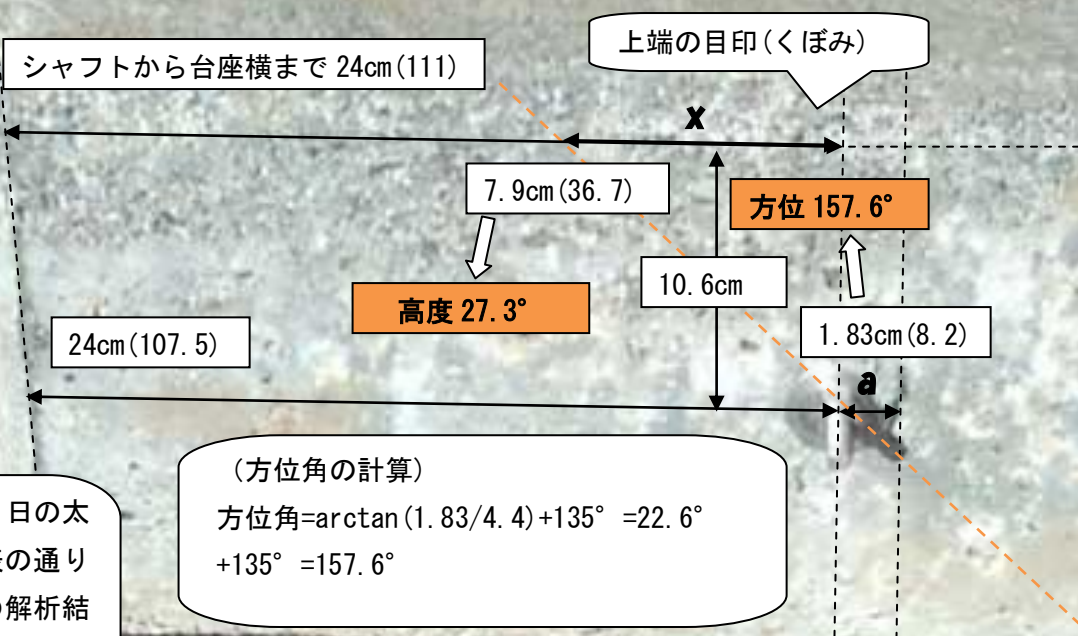 上端の目印(くぼみ)
シャフトから台座横まで 24cm(111)
x
7.9cm(36.7)
方位 157.6°
10.6cm
高度 27.3°
1.83cm(8.2)
24cm(107.5)
a
(方位角の計算)
方位角=arctan(1.83/4.4)+135° =22.6°
+135° =157.6°
日の太
の通り
解析結